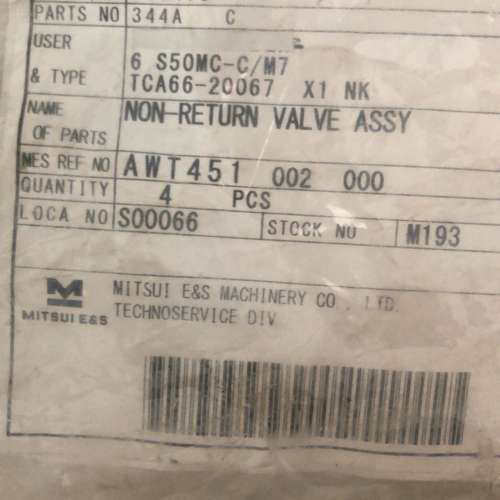 PARTS NO 344A C
USER
& TYPE
6 S50MC-C/M7
TCA66-20067 X1 NK
NAME
OF PARTS
NON-RETURN VALVE ASSY
MES REF NO AWT451 002 000
QUANTITY 4 PCS
LOCA NO S00066 STOCK NO M193
MITSUI E&S
MITSUI E&S MACHINERY CO., Ltd.
TECHNOSERVICE DIV